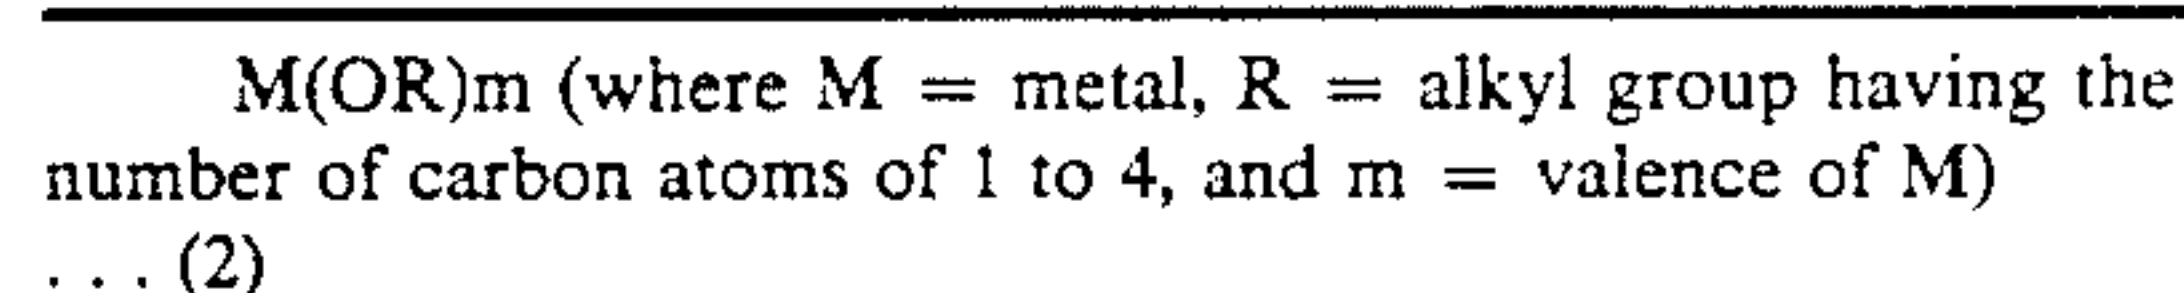 M(OR)m (where M = metal, R = alkyl group having the
number of carbon atoms of 1 to 4, and m = valence of M)
. . . (2)